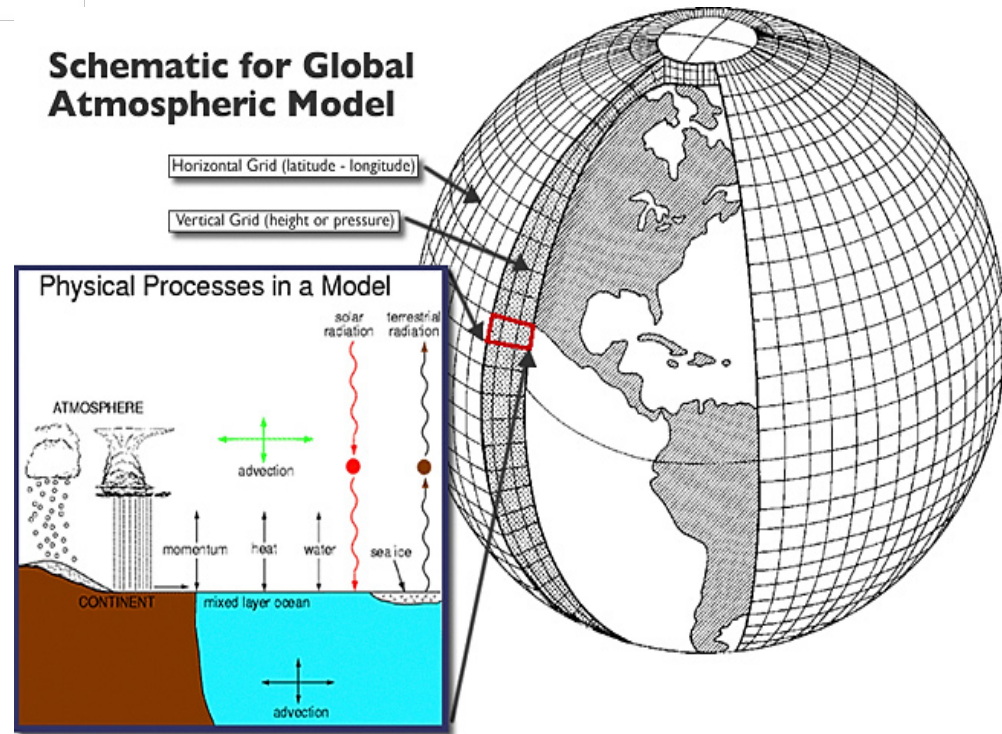 Schematic for Global
Atmospheric Model
Horizontal Grid (latitude - longitude)
Vertical Grid (height or pressure)
Physical Processes in a Model
solar
radiation
terrestrial
radiation
ATMOSPHERE
advection
momentum
heat
water
sea ice
CONTINENT
mixed layer ocean
advection